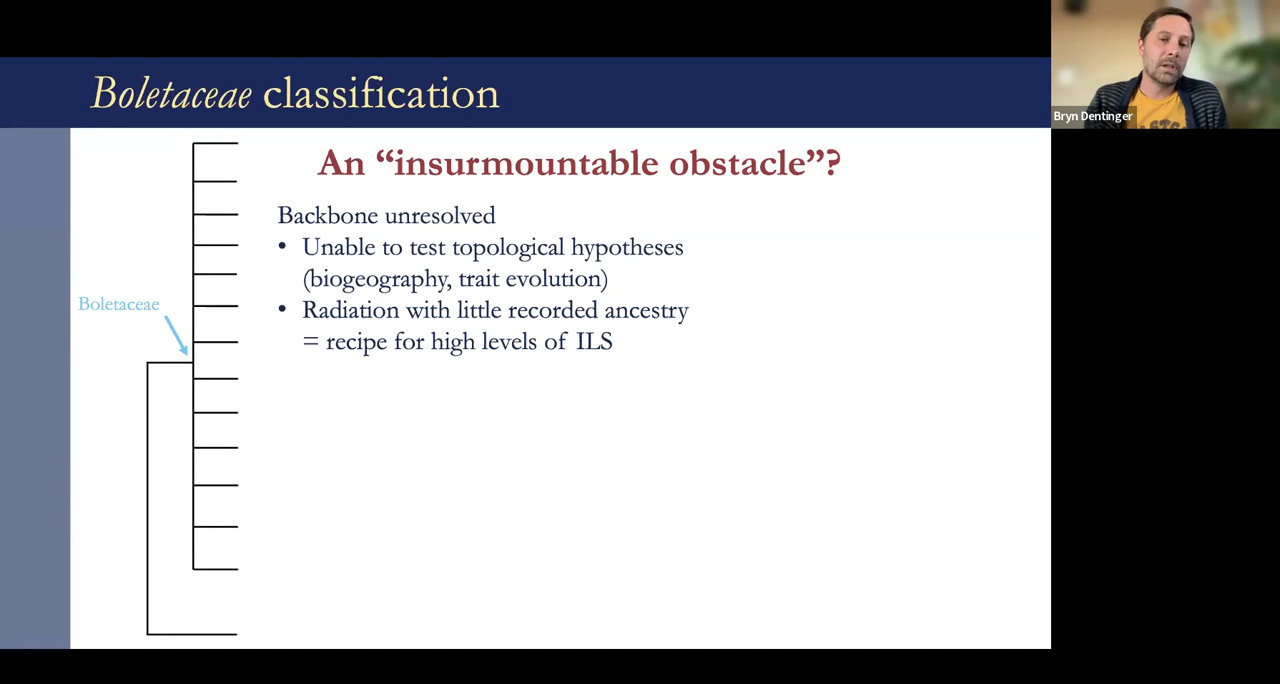 Boletaceae classification
An “insurmountable obstacle”?
Backbone unresolved
• Unable to test topological hypotheses
(biogeography, trait evolution)
• Radiation with little recorded ancestry
= recipe for high levels of ILS
Boletaceae
Bryn Dentinger